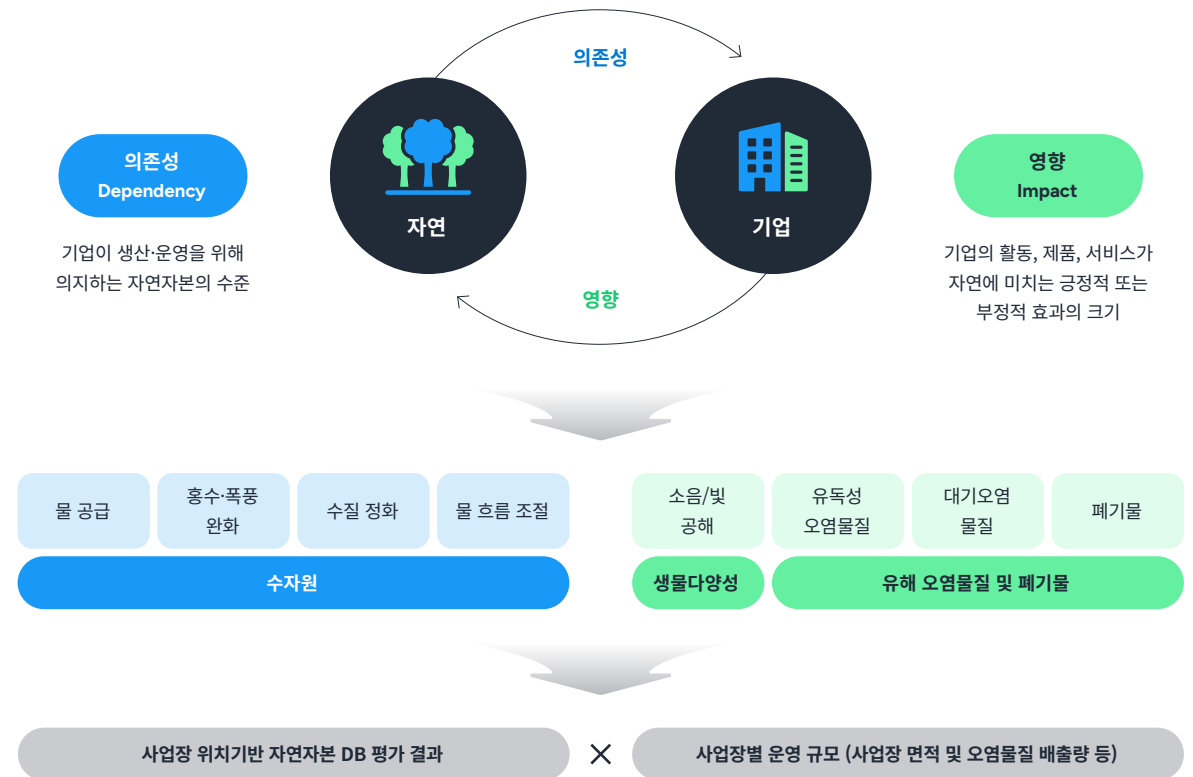 의존성
의존성
Dependency
기업이 생산·운영을 위해
의지하는 자연자본의 수준
자연
기업
영향
Impact
기업의 활동, 제품, 서비스가
자연에 미치는 긍정적 또는
부정적 효과의 크기
영향
물 공급
홍수·폭풍
완화
수질 정화
물 흐름 조절
소음/빛
공해
유독성
오염물질
대기오염
물질
폐기물
수자원
생물다양성
유해 오염물질 및 폐기물
사업장 위치기반 자연자본 DB 평가 결과
×
사업장별 운영 규모 (사업장 면적 및 오염물질 배출량 등)